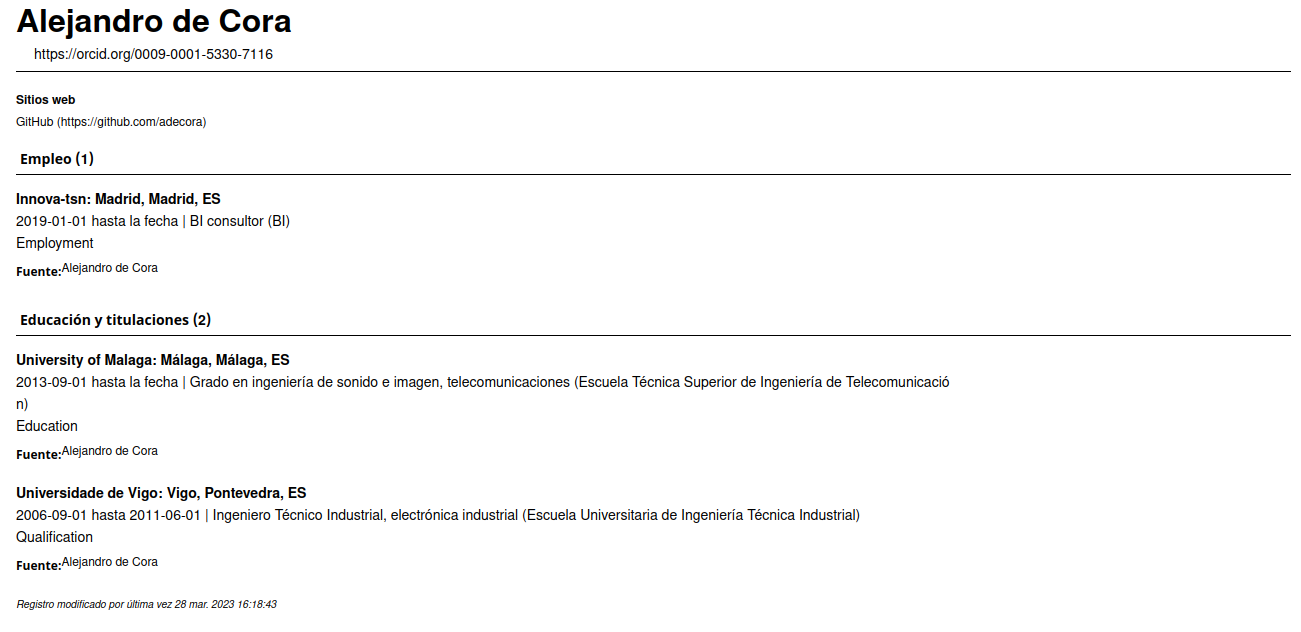 Alejandro de Cora
https://orcid.org/0009-0001-5330-7116
Sitios web
GitHub (https://github.com/adecora)
Empleo (1)
Innova-tsn: Madrid, Madrid, ES
2019-01-01 hasta la fecha | BI consultor (BI)
Employment
Fuente:Alejandro de Cora
Educación y titulaciones (2)
University of Malaga: Málaga, Málaga, ES
2013-09-01 hasta la fecha | Grado en ingeniería de sonido e imagen, telecomunicaciones (Escuela Técnica Superior de Ingeniería de Telecomunicació
n)
Education
Fuente:Alejandro de Cora
Universidade de Vigo: Vigo, Pontevedra, ES
2006-09-01 hasta 2011-06-01 | Ingeniero Técnico Industrial, electrónica industrial (Escuela Universitaria de Ingeniería Técnica Industrial)
Qualification
Fuente:Alejandro de Cora
Registro modificado por última vez 28 mar. 2023 16:18:43